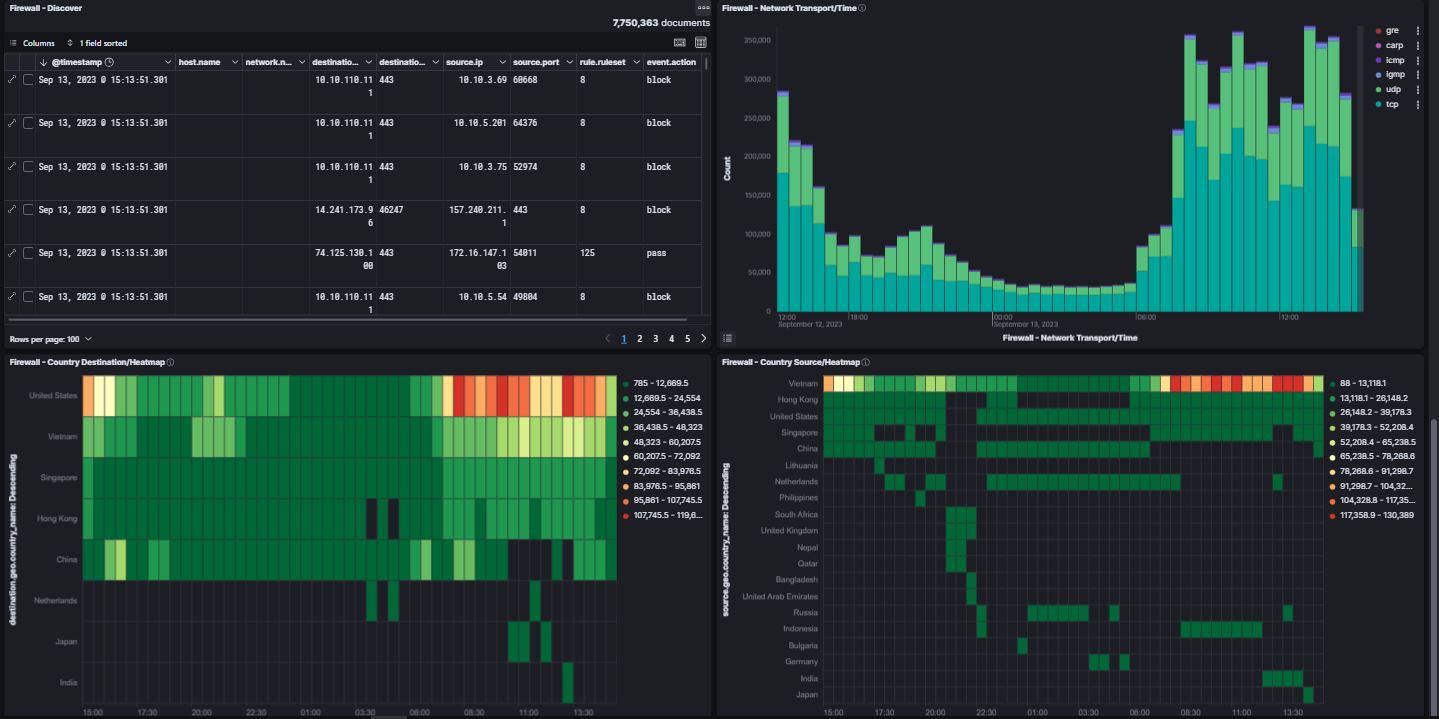 Firewall - Discover
7,750,363 documents
Columns 1 field sorted
@timestamp host.name network.n... destinatio... destinatio... source.ip source.port rule.ruleset event.action
Sep 13, 2023 @ 15:13:51.301 10.10.110.11 443 10.10.3.69 60668 8 block
1
Sep 13, 2023 @ 15:13:51.301 10.10.110.11 443 10.10.5.201 64376 8 block
1
Sep 13, 2023 @ 15:13:51.301 10.10.110.11 443 10.10.3.75 52974 8 block
1
Sep 13, 2023 @ 15:13:51.301 14.241.173.9 46247 157.240.211. 443 8 block
6 1
Sep 13, 2023 @ 15:13:51.301 74.125.130.1 443 172.16.147.1 54011 125 pass
00 03
Sep 13, 2023 @ 15:13:51.301 10.10.110.11 443 10.10.5.54 49804 8 block
1
Rows per page: 100
1 2 3 4 5
Firewall - Network Transport/Time
Count
350,000
300,000
250,000
200,000
150,000
100,000
50,000
0
12:00 18:00 00:00 06:00 12:00
September 12, 2023 September 13, 2023
Firewall - Network Transport/Time
gre
carp
icmp
igmp
udp
tcp
Firewall - Country Destination/Heatmap
destination.geo.country_name: Descending
United States
Vietnam
Singapore
Hong Kong
China
Netherlands
Japan
India
15:00 17:30 20:00 22:30 01:00 03:30 06:00 08:30 11:00 13:30
785 - 12,669.5
12,669.5 - 24,554
24,554 - 36,438.5
36,438.5 - 48,323
48,323 - 60,207.5
60,207.5 - 72,092
72,092 - 83,976.5
83,976.5 - 95,861
95,861 - 107,745.5
107,745.5 - 119,6...
Firewall - Country Source/Heatmap
source.geo.country_name: Descending
Vietnam
Hong Kong
United States
Singapore
China
Lithuania
Netherlands
Philippines
South Africa
United Kingdom
Nepal
Qatar
Bangladesh
United Arab Emirates
Russia
Indonesia
Bulgaria
Germany
India
Japan
15:00 17:30 20:00 22:30 01:00 03:30 06:00 08:30 11:00 13:30
88 - 13,118.1
13,118.1 - 26,148.2
26,148.2 - 39,178.3
39,178.3 - 52,208.4
52,208.4 - 65,238.5
65,238.5 - 78,268.6
78,268.6 - 91,298.7
91,298.7 - 104,32...
104,328.8 - 117,35...
117,358.9 - 130,389